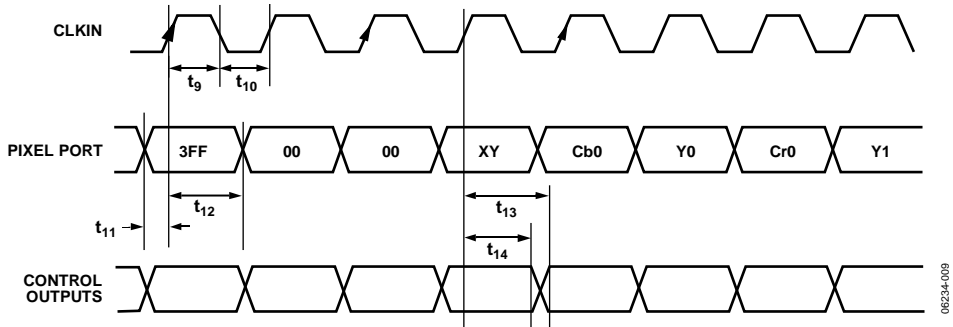 CLKIN
t9
t10
PIXEL PORT
3FF
00
00
XY
Cb0
Y0
Cr0
Y1
t12
t13
t11
t14
CONTROL
OUTPUTS
06234-009